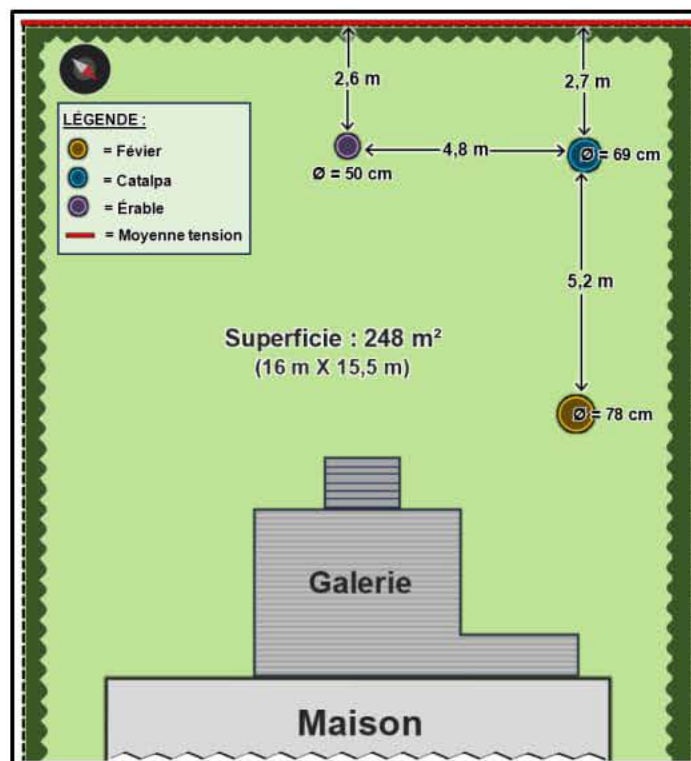 2,6 m
2,7 m
LÉGENDE :
= Févier
= Catalpa
= Érable
= Moyenne tension
4,8 m
Ø = 69 cm
Ø = 50 cm
5,2 m
Superficie : 248 m²
(16 m X 15,5 m)
Ø = 78 cm
Galerie
Maison